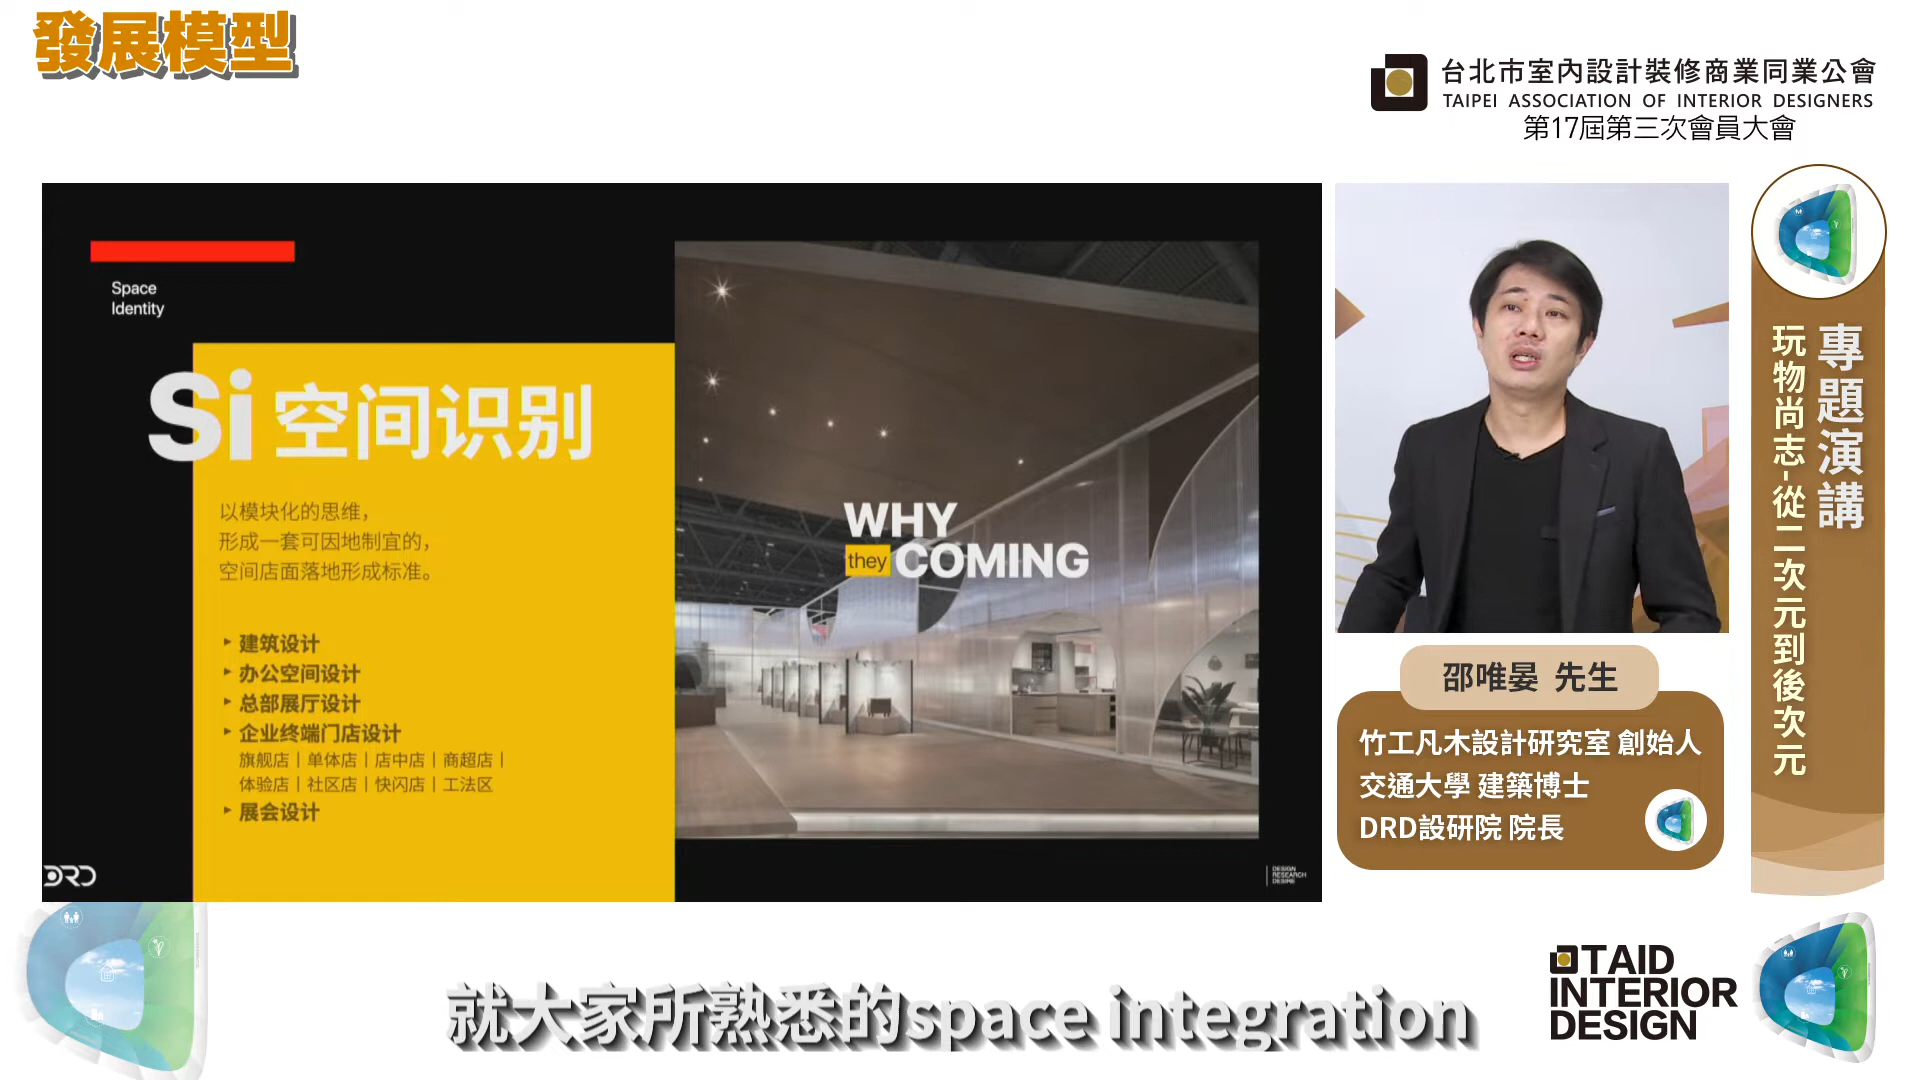 發展模型
台北市室內設計裝修商業同業公會
TAIPEI ASSOCIATION OF INTERIOR DESIGNERS
第17屆第三次會員大會
Space
Identity
Si 空间识别
以模块化的思维，
形成一套可因地制宜的，
空间店面落地形成标准。
‣ 建筑设计
‣ 办公空间设计
‣ 总部展厅设计
‣ 企业终端门店设计
旗舰店 | 单体店 | 店中店 | 商超店 |
体验店 | 社区店 | 快闪店 | 工法区
‣ 展会设计
WHY
they COMING
DRD
DESIGN
RESEARCH
DESIRE
專題演講
玩物尚志-從二次元到後次元
邵唯晏 先生
竹工凡木設計研究室 創始人
交通大學 建築博士
DRD設研院 院長
就大家所熟悉的space integration
TAID
INTERIOR
DESIGN